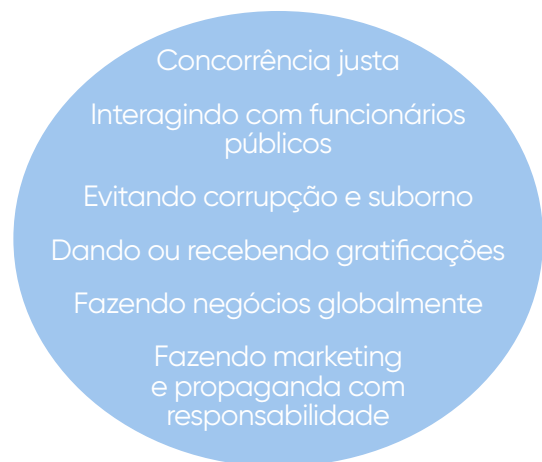 Concorrência justa
Interagindo com funcionários
públicos
Evitando corrupção e suborno
Dando ou recebendo gratificações
Fazendo negócios globalmente
Fazendo marketing
e propaganda com
responsabilidade